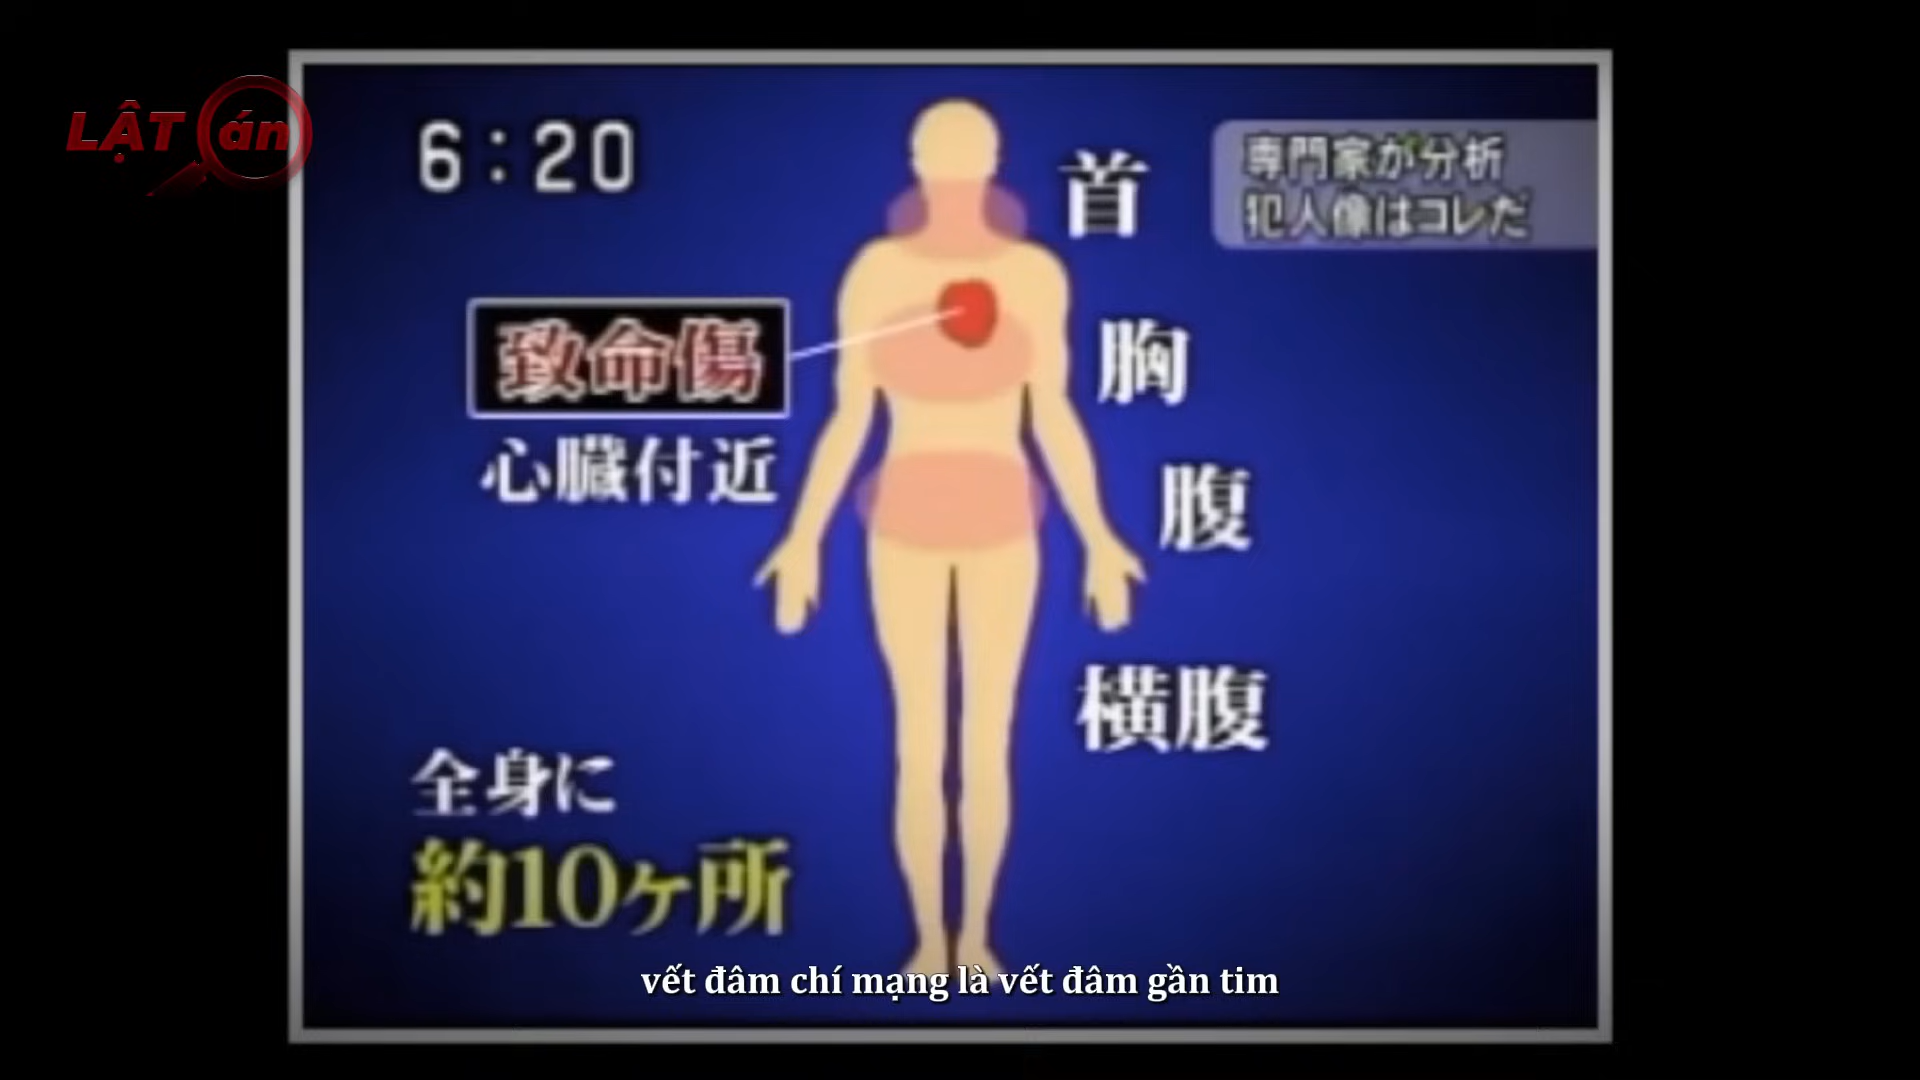 LẬT án
6:20
専門家が分析
犯人像はコレだ
首
致命傷
心臓付近
胸
腹
横腹
全身に
約10ヶ所
vết đâm chí mạng là vết đâm gần tim